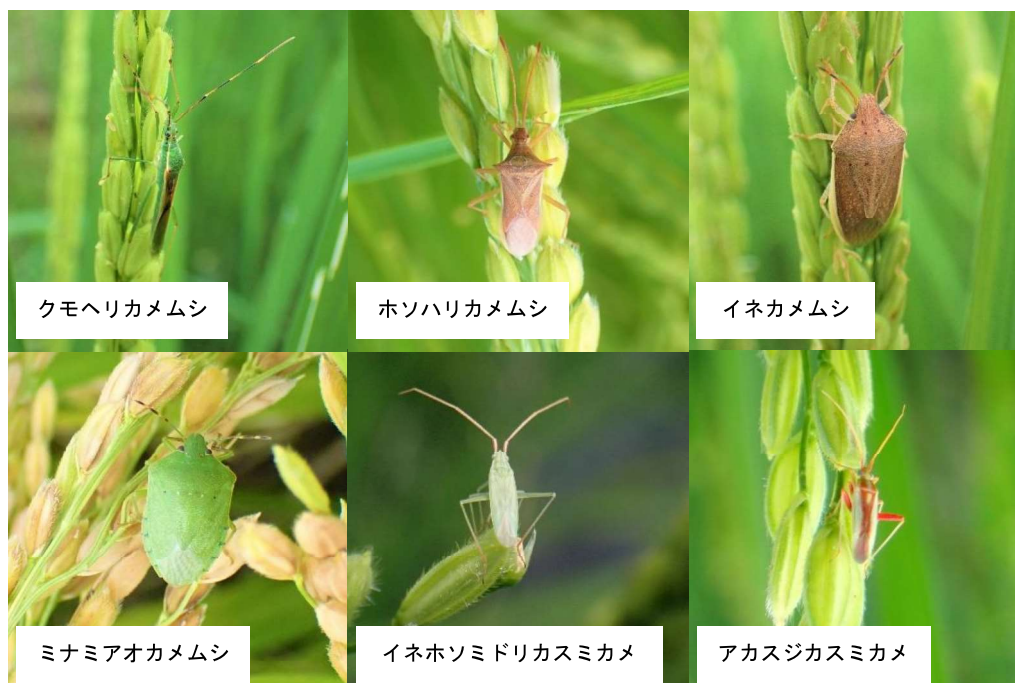 クモヘリカメムシ
ホソハリカメムシ
イネカメムシ
ミナミアオカメムシ
イネホソミドリカスミカメ
アカスジカスミカメ